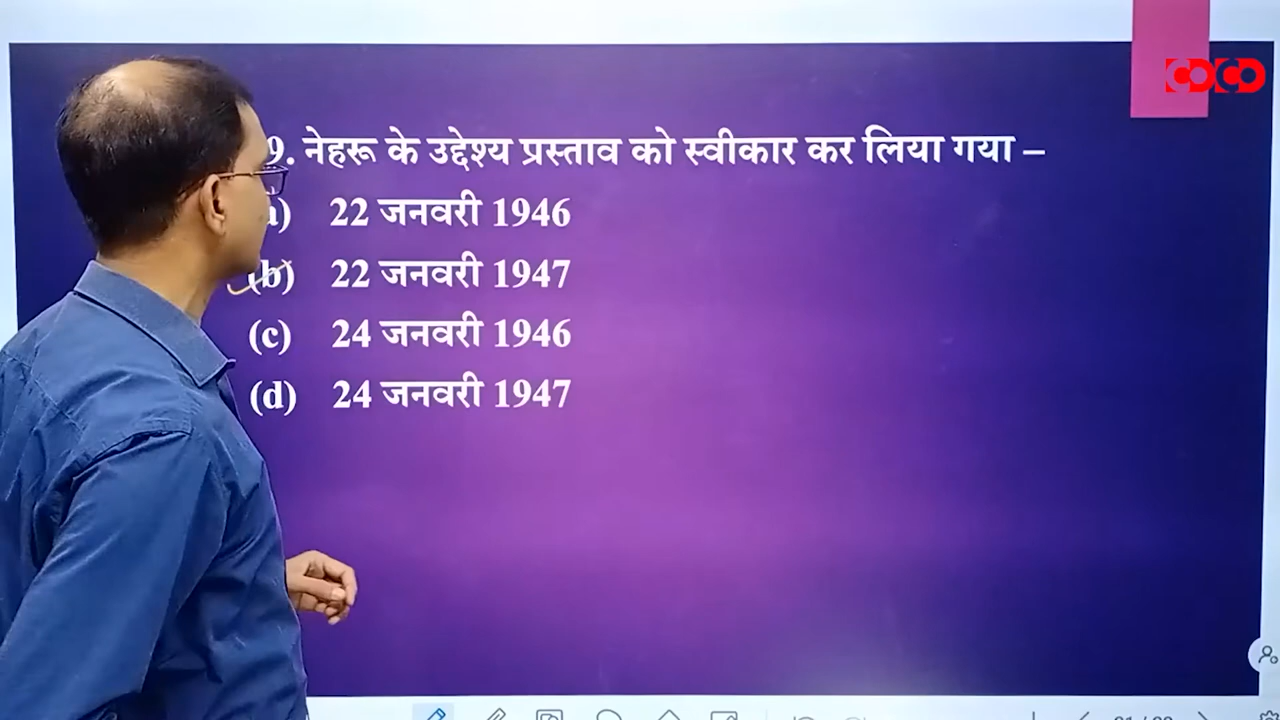 9. नेहरू के उद्देश्य प्रस्ताव को स्वीकार कर लिया गया –
a) 22 जनवरी 1946
(b) 22 जनवरी 1947
(c) 24 जनवरी 1946
(d) 24 जनवरी 1947